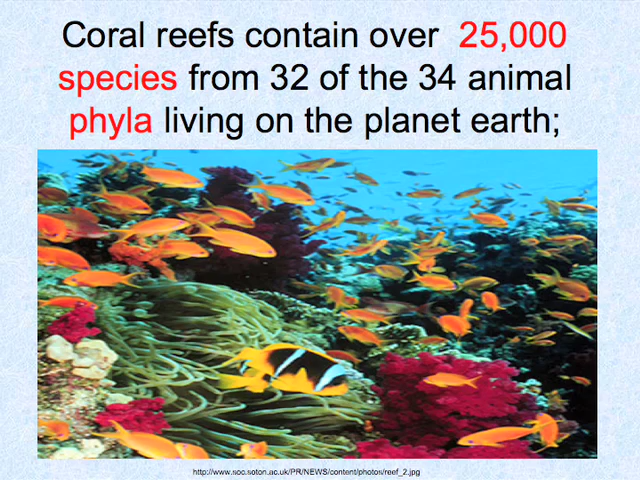 Coral reefs contain over 25,000
species from 32 of the 34 animal
phyla living on the planet earth;
http://www.soc.soton.ac.uk/PR/NEWS/content/photos/reef_2.jpg